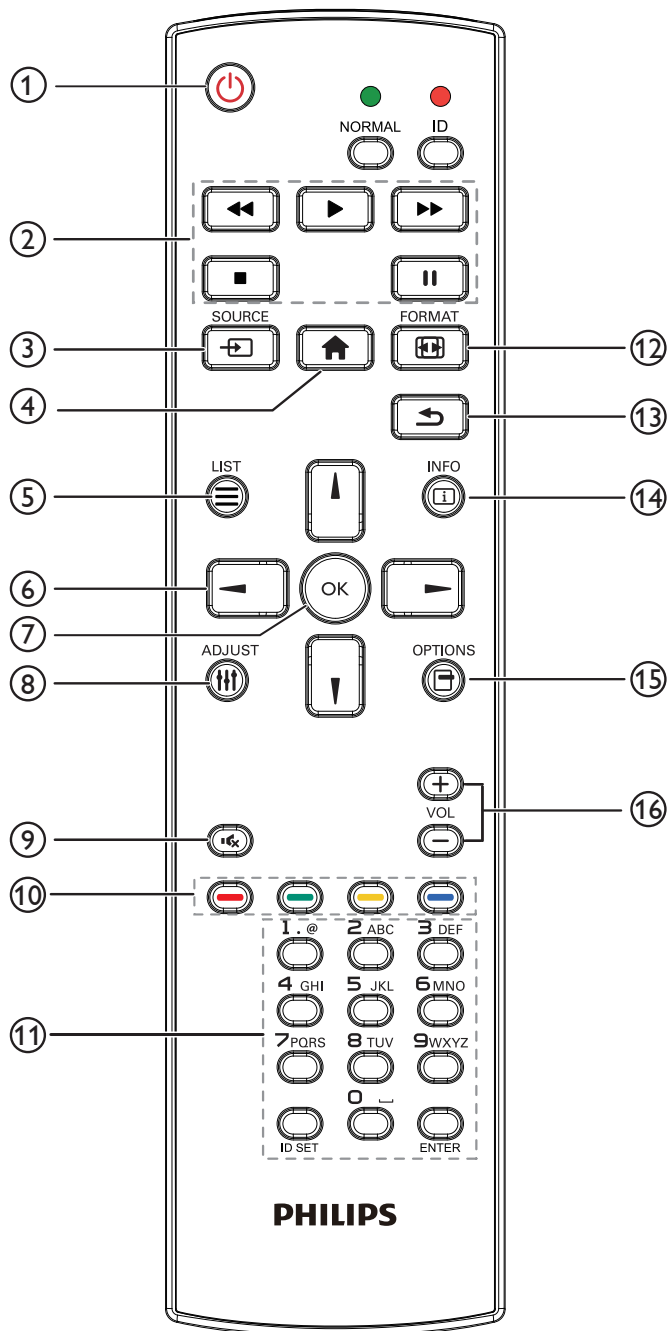 1
NORMAL ID
2
SOURCE FORMAT
3
12
4
13
LIST INFO
5
14
6
OK
7
ADJUST OPTIONS
8
15
VOL
16
9
10
1 . @ 2 ABC 3 DEF
4 GHI 5 JKL 6 MNO
11
7 PQRS 8 TUV 9 WXYZ
0
ID SET ENTER
PHILIPS